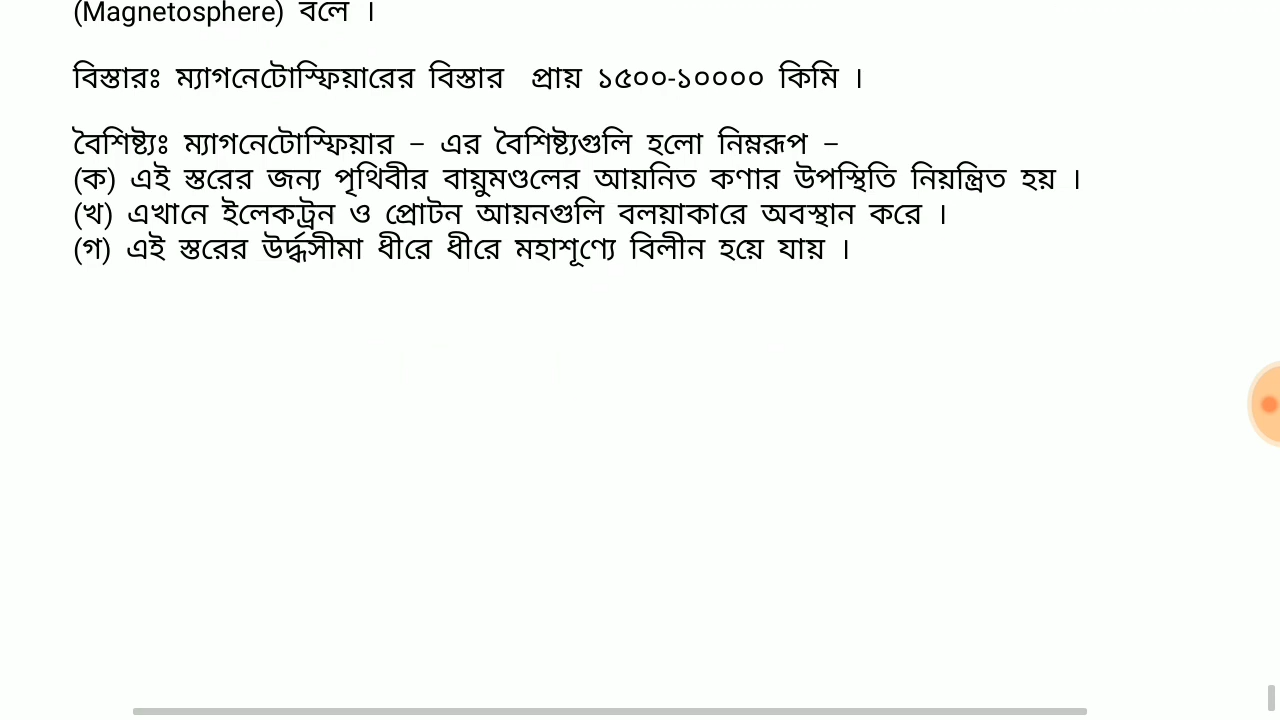 (Magnetosphere) বলে ।
বিস্তারঃ ম্যাগনেটোস্ফিয়ারের বিস্তার প্রায় ১৫০০-১০০০০ কিমি ।
বৈশিষ্ট্যঃ ম্যাগনেটোস্ফিয়ার – এর বৈশিষ্ট্যগুলি হলো নিম্নরূপ –
(ক) এই স্তরের জন্য পৃথিবীর বায়ুমণ্ডলের আয়নিত কণার উপস্থিতি নিয়ন্ত্রিত হয় ।
(খ) এখানে ইলেকট্রন ও প্রোটন আয়নগুলি বলয়াকারে অবস্থান করে ।
(গ) এই স্তরের উর্দ্ধসীমা ধীরে ধীরে মহাশূণ্যে বিলীন হয়ে যায় ।